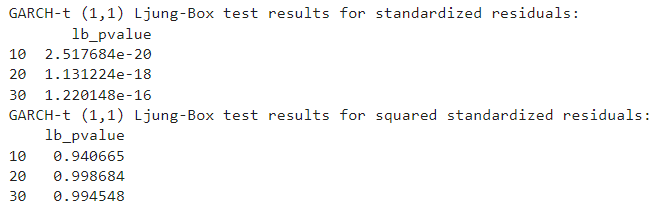 GARCH-t (1,1) Ljung-Box test results for standardized residuals:
lb_pvalue
10 2.517684e-20
20 1.131224e-18
30 1.220148e-16
GARCH-t (1,1) Ljung-Box test results for squared standardized residuals:
lb_pvalue
10 0.940665
20 0.998684
30 0.994548